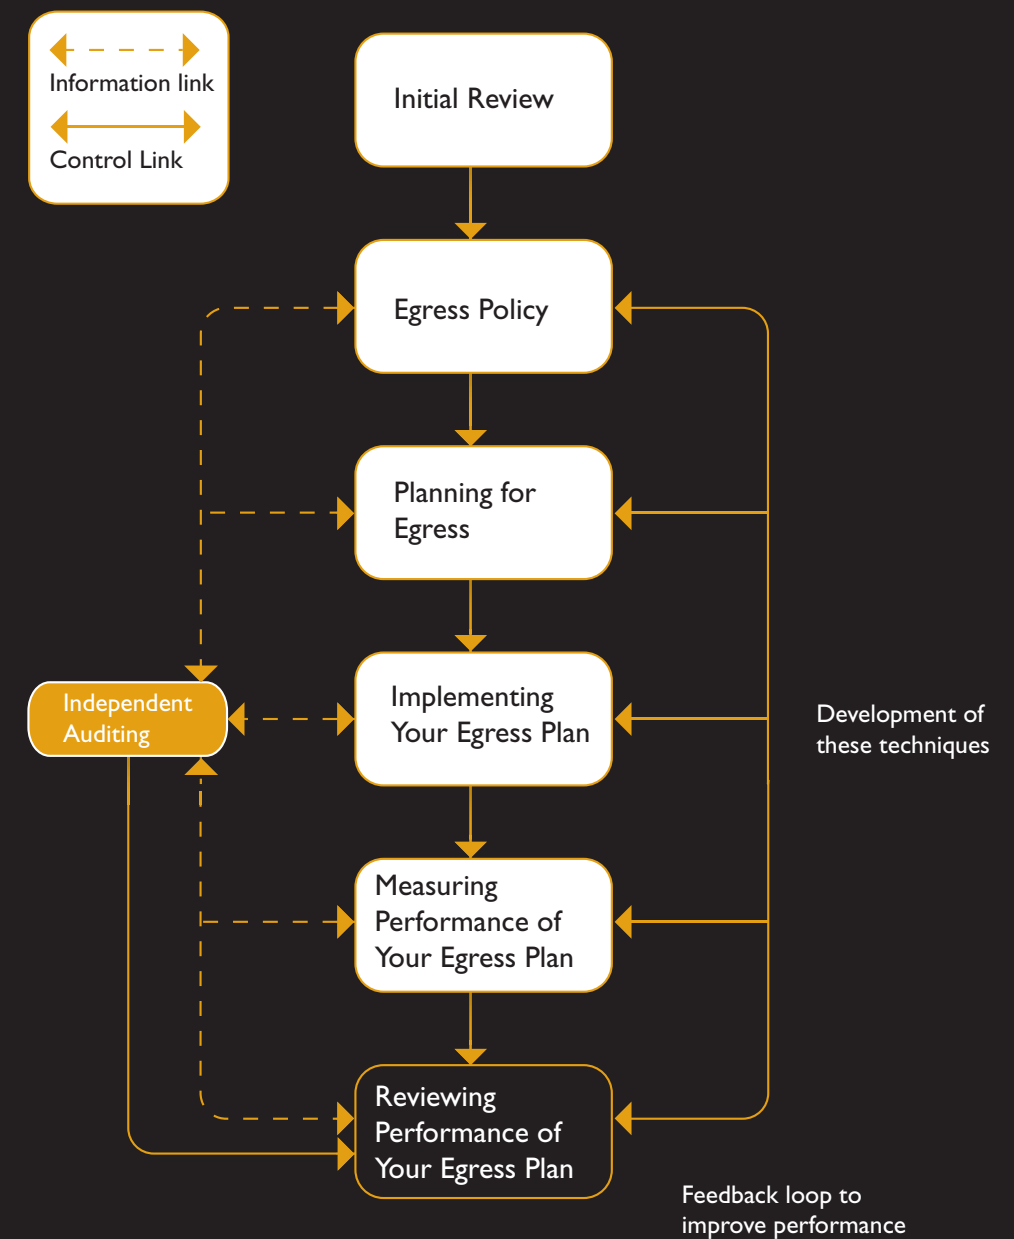 Information link
Control Link
Initial Review
Egress Policy
Planning for
Egress
Independent
Auditing
Implementing
Your Egress Plan
Development of
these techniques
Measuring
Performance of
Your Egress Plan
Reviewing
Performance of
Your Egress Plan
Feedback loop to
improve performance